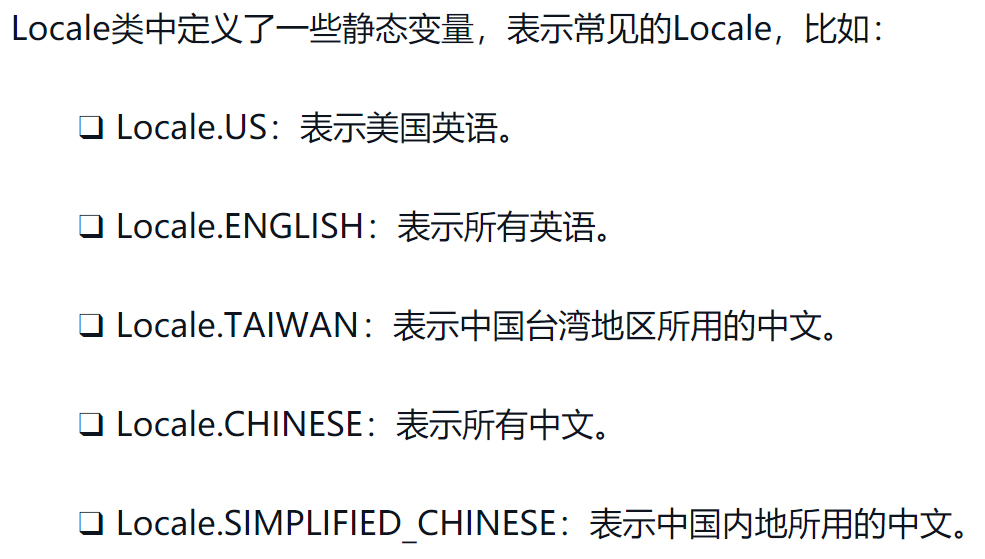 Locale类中定义了一些静态变量，表示常见的Locale，比如：
❑ Locale.US：表示美国英语。
❑ Locale.ENGLISH：表示所有英语。
❑ Locale.TAIWAN：表示中国台湾地区所用的中文。
❑ Locale.CHINESE：表示所有中文。
❑ Locale.SIMPLIFIED_CHINESE：表示中国内地所用的中文。